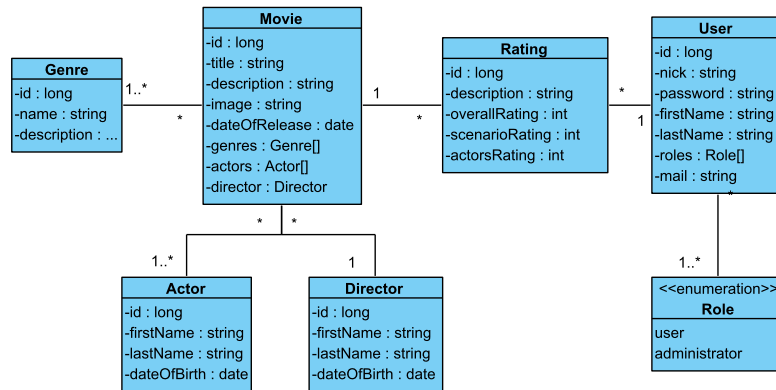 Movie
-id : long
-title : string
-description : string
-image : string
-dateOfRelease : date
-genres : Genre[]
-actors : Actor[]
-director : Director
Genre
-id : long
-name : string
-description : ...
1..*
*
1
*
Rating
-id : long
-description : string
-overallRating : int
-scenarioRating : int
-actorsRating : int
*
1
User
-id : long
-nick : string
-password : string
-firstName : string
-lastName : string
-roles : Role[]
-mail : string
*
1..*
* *
1..*
1
Actor
-id : long
-firstName : string
-lastName : string
-dateOfBirth : date
Director
-id : long
-firstName : string
-lastName : string
-dateOfBirth : date
<<enumeration>>
Role
user
administrator